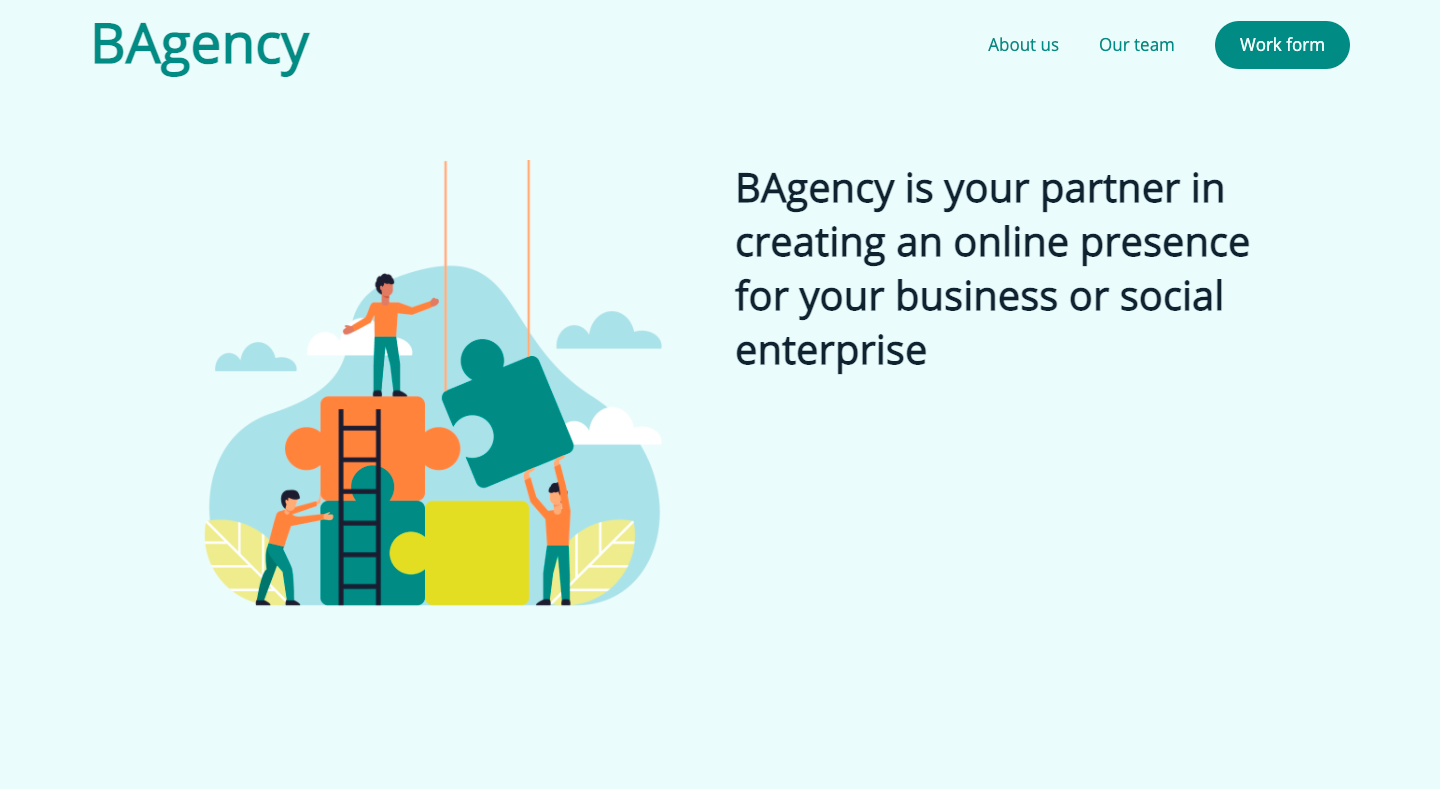 BAgency
About us
Our team
Work form
BAgency is your partner in
creating an online presence
for your business or social
enterprise